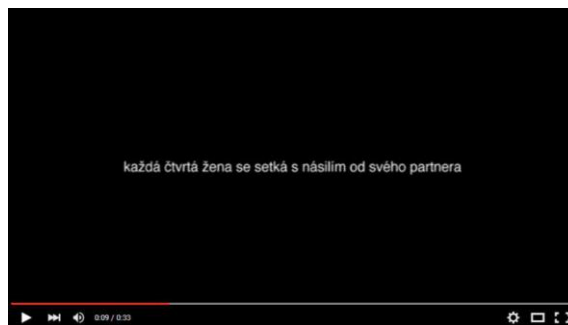 každá čtvrtá žena se setká s násilím od svého partnera
0:09 / 0:33